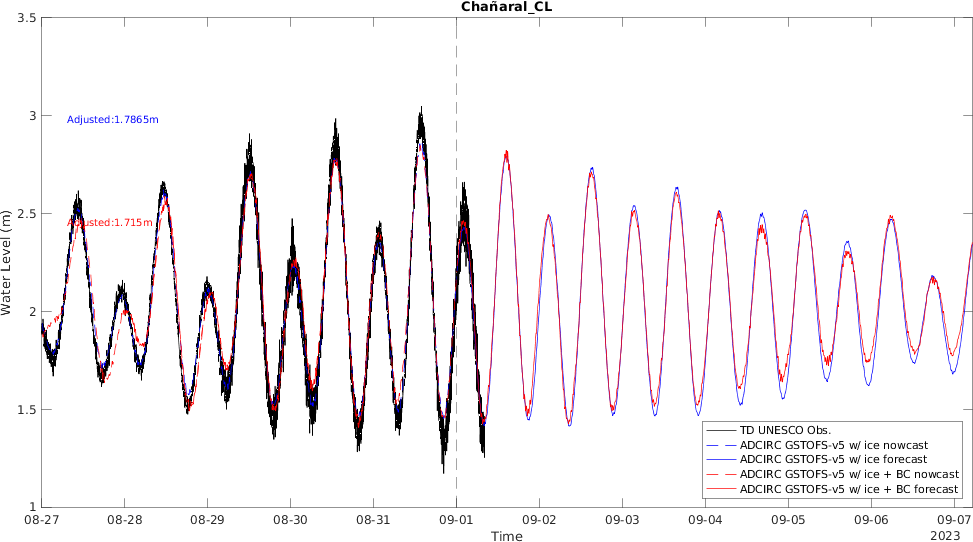 Chañaral_CL
3.5
3
2.5
2
1.5
1
Water Level (m)
Adjusted:1.7865m
Adjusted:1.715m
TD UNESCO Obs.
ADCIRC GSTOFS-v5 w/ ice nowcast
ADCIRC GSTOFS-v5 w/ ice forecast
ADCIRC GSTOFS-v5 w/ ice + BC nowcast
ADCIRC GSTOFS-v5 w/ ice + BC forecast
08-27 08-28 08-29 08-30 08-31 09-01 09-02 09-03 09-04 09-05 09-06 09-07
Time
2023